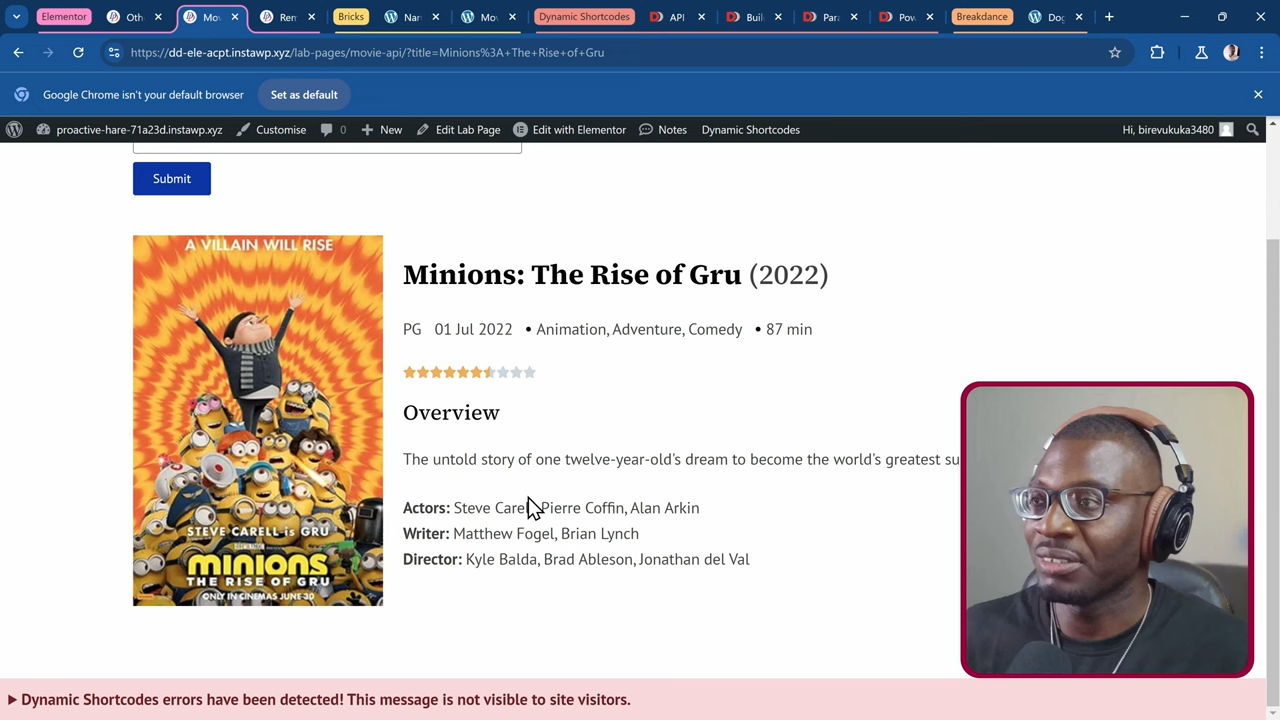 Elementor
Oth
Mov
Rem
Bricks
Nar
Mov
Dynamic Shortcodes
API
Buil
Para
Pow
Breakdance
Dog
https://dd-ele-acpt.instawp.xyz/lab-pages/movie-api/?title=Minions%3A+The+Rise+of+Gru
Google Chrome isn't your default browser
Set as default
proactive-hare-71a23d.instawp.xyz
Customise
0
New
Edit Lab Page
Edit with Elementor
Notes
Dynamic Shortcodes
Hi, birevukuka3480
Submit
A VILLAIN WILL RISE
STEVE CARELL IS GRU
minions
THE RISE OF GRU
ONLY IN CINEMAS JUNE 30
Minions: The Rise of Gru (2022)
PG 01 Jul 2022 • Animation, Adventure, Comedy • 87 min
Overview
The untold story of one twelve-year-old's dream to become the world's greatest su
Actors: Steve Carell, Pierre Coffin, Alan Arkin
Writer: Matthew Fogel, Brian Lynch
Director: Kyle Balda, Brad Ableson, Jonathan del Val
Dynamic Shortcodes errors have been detected! This message is not visible to site visitors.